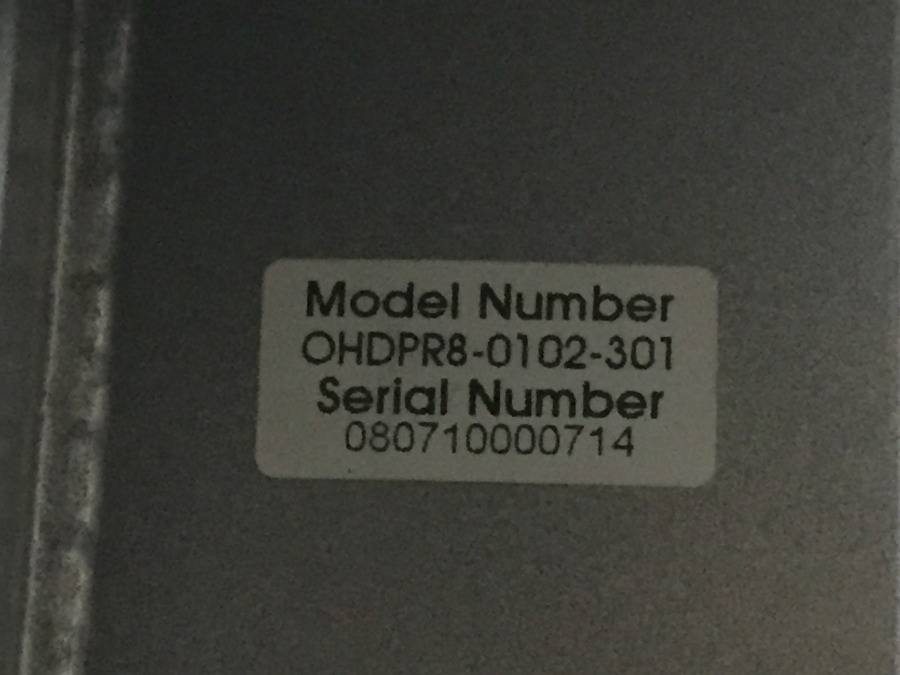 Model Number
OHDPR8-0102-301
Serial Number
080710000714